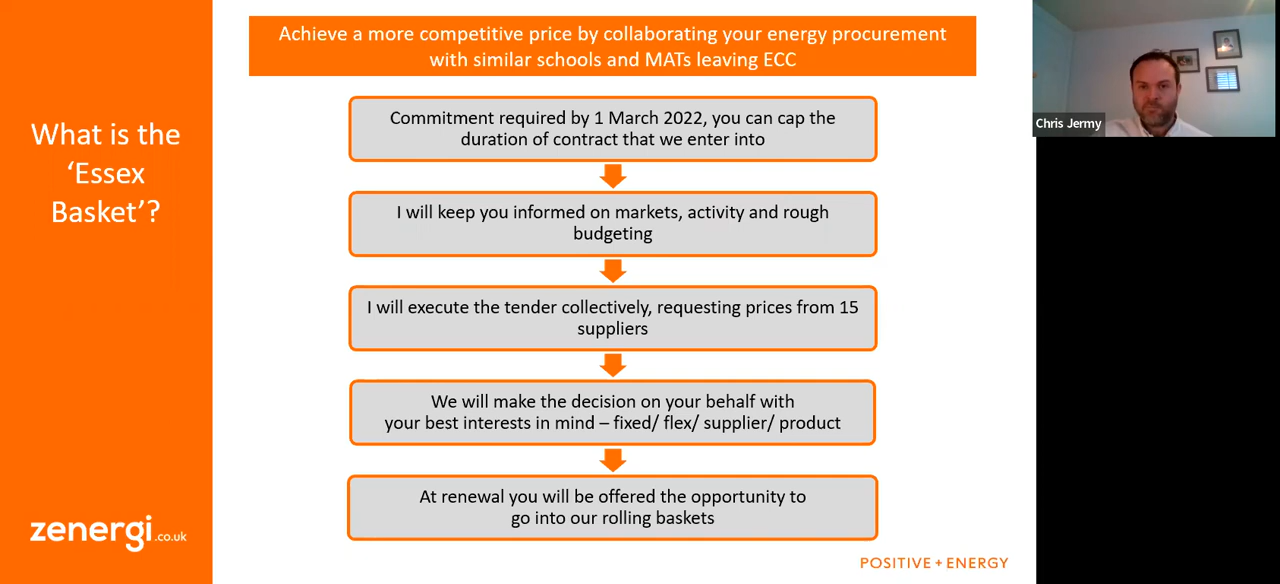 What is the
‘Essex
Basket’?
zenergi.co.uk
Achieve a more competitive price by collaborating your energy procurement
with similar schools and MATs leaving ECC
Commitment required by 1 March 2022, you can cap the
duration of contract that we enter into
I will keep you informed on markets, activity and rough
budgeting
I will execute the tender collectively, requesting prices from 15
suppliers
We will make the decision on your behalf with
your best interests in mind – fixed/ flex/ supplier/ product
At renewal you will be offered the opportunity to
go into our rolling baskets
POSITIVE + ENERGY
Chris Jermy